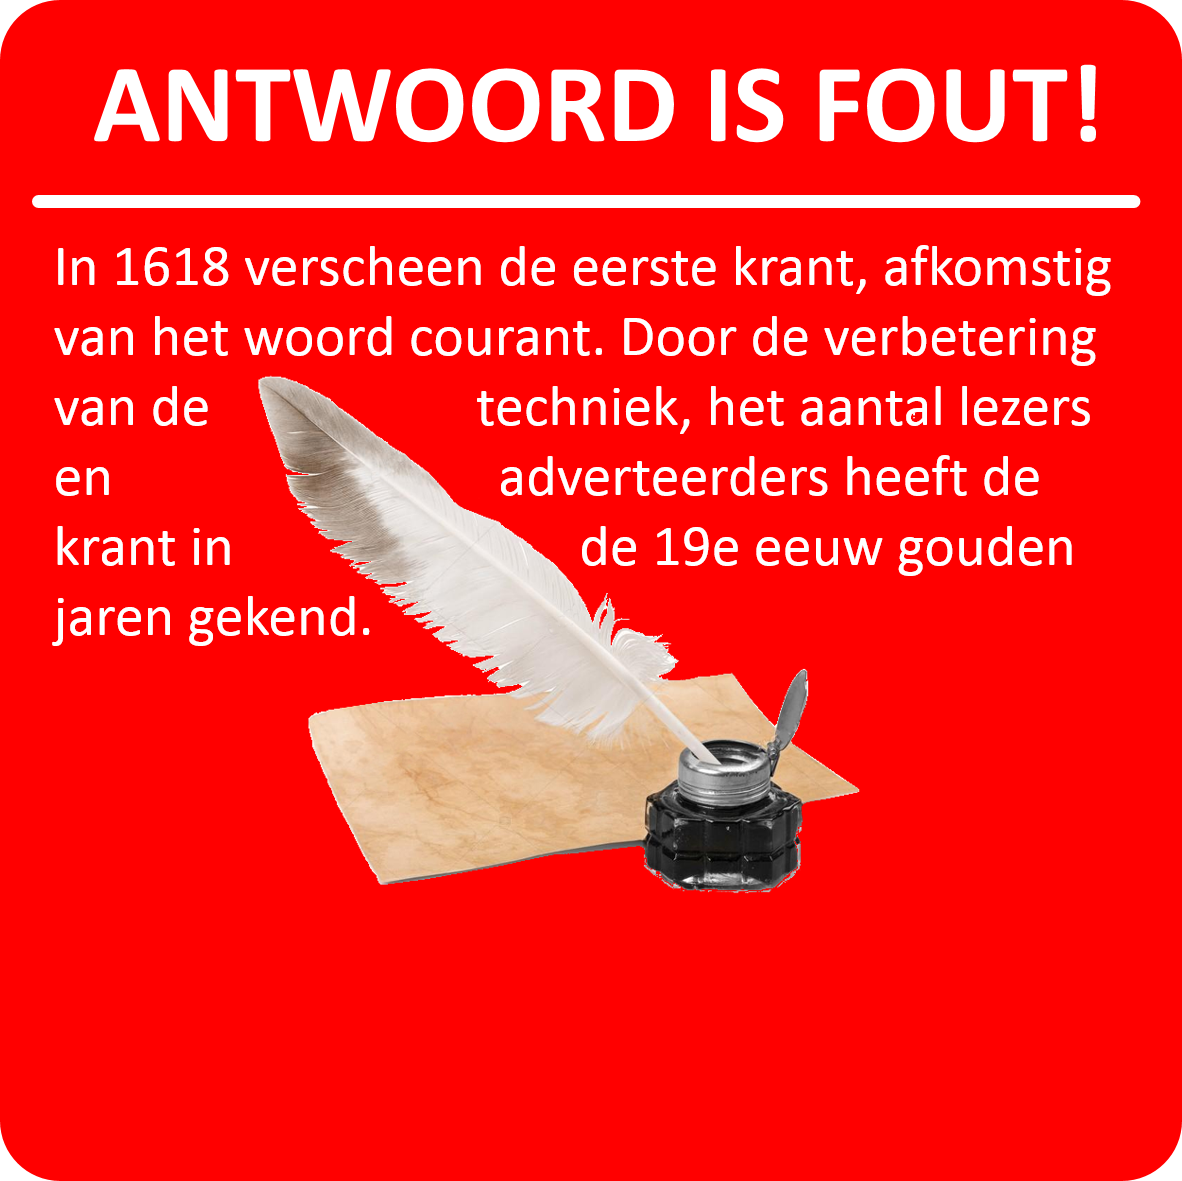 ANTWOORD IS FOUT!
In 1618 verscheen de eerste krant, afkomstig
van het woord courant. Door de verbetering
van de techniek, het aantal lezers
en adverteerders heeft de
krant in de 19e eeuw gouden
jaren gekend.